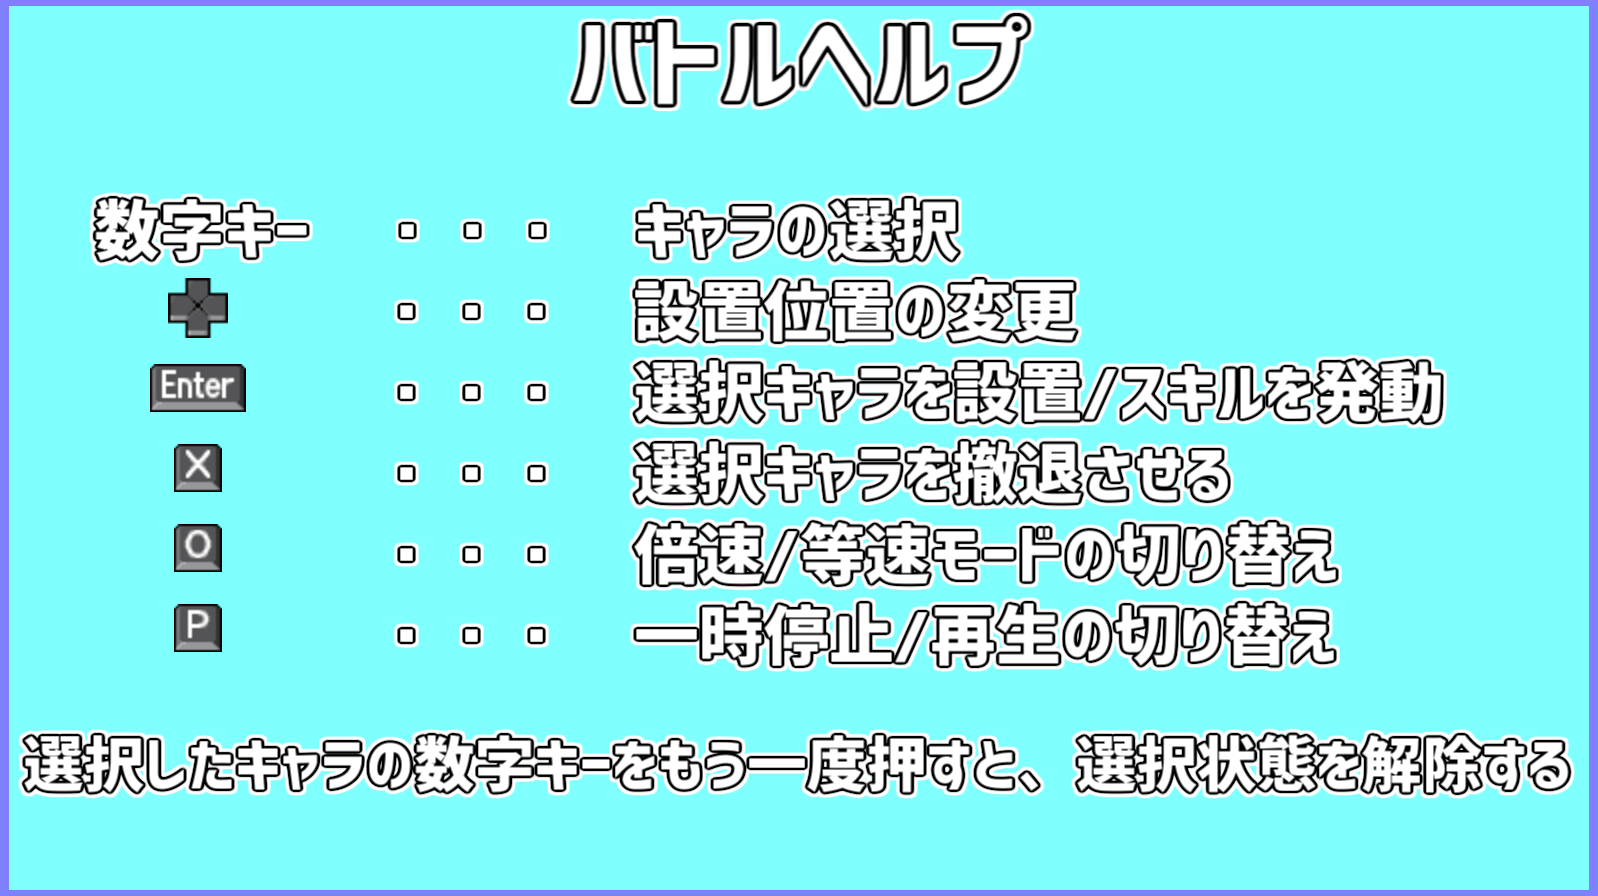 バトルヘルプ
数字キー ・・・ キャラの選択
・・・ 設置位置の変更
Enter ・・・ 選択キャラを設置/スキルを発動
X ・・・ 選択キャラを撤退させる
O ・・・ 倍速/等速モードの切り替え
P ・・・ 一時停止/再生の切り替え
選択したキャラの数字キーをもう一度押すと、選択状態を解除する